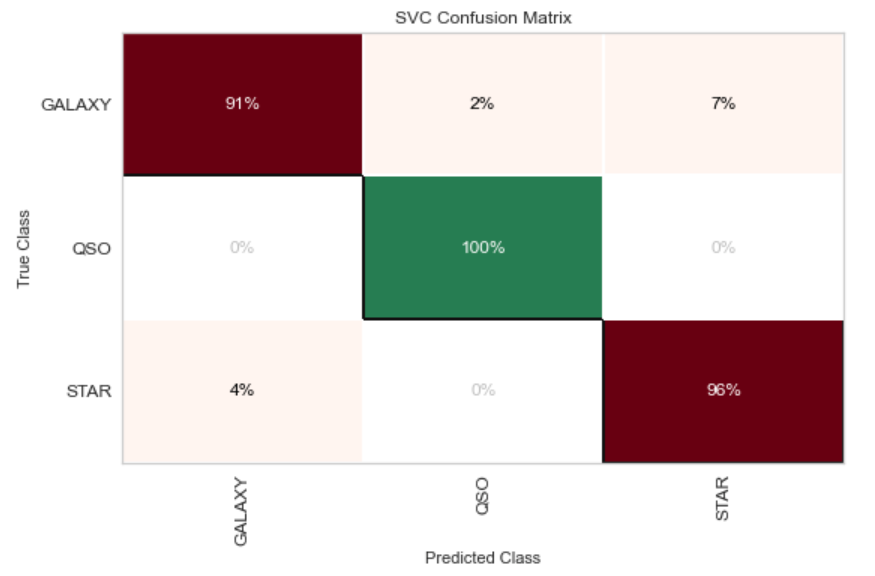 SVC Confusion Matrix
True Class
GALAXY 91% 2% 7%
QSO 0% 100% 0%
STAR 4% 0% 96%
GALAXY QSO STAR
Predicted Class